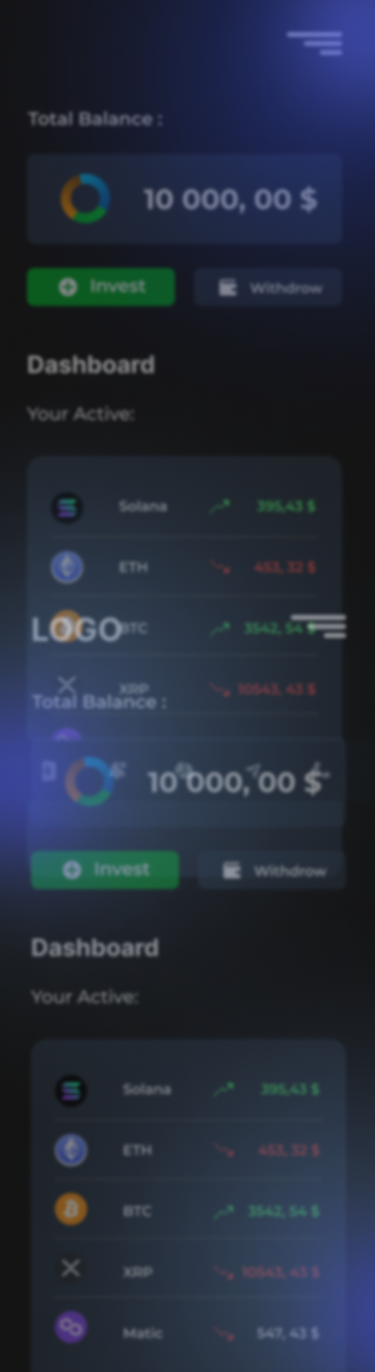 Total Balance :
10 000, 00 $
Invest
Withdrow
Dashboard
Your Active:
Solana 395,43 $
ETH 453, 32 $
LOGO
BTC 3542, 54 $
XRP 10543, 43 $
Total Balance :
10 000, 00 $
Invest
Withdrow
Dashboard
Your Active:
Solana 395,43 $
ETH 453, 32 $
BTC 3542, 54 $
XRP 10543, 43 $
Matic 547, 43 $